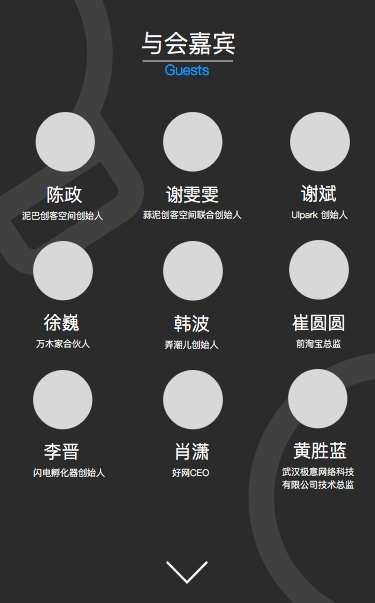 与会嘉宾
Guests
陈政
泥巴创客空间创始人
谢雯雯
蒜泥创客空间联合创始人
谢斌
UIpark 创始人
徐巍
万木家合伙人
韩波
弄潮儿创始人
崔圆圆
前淘宝总监
李晋
闪电孵化器创始人
肖潇
好网CEO
黄胜蓝
武汉极意网络科技
有限公司技术总监